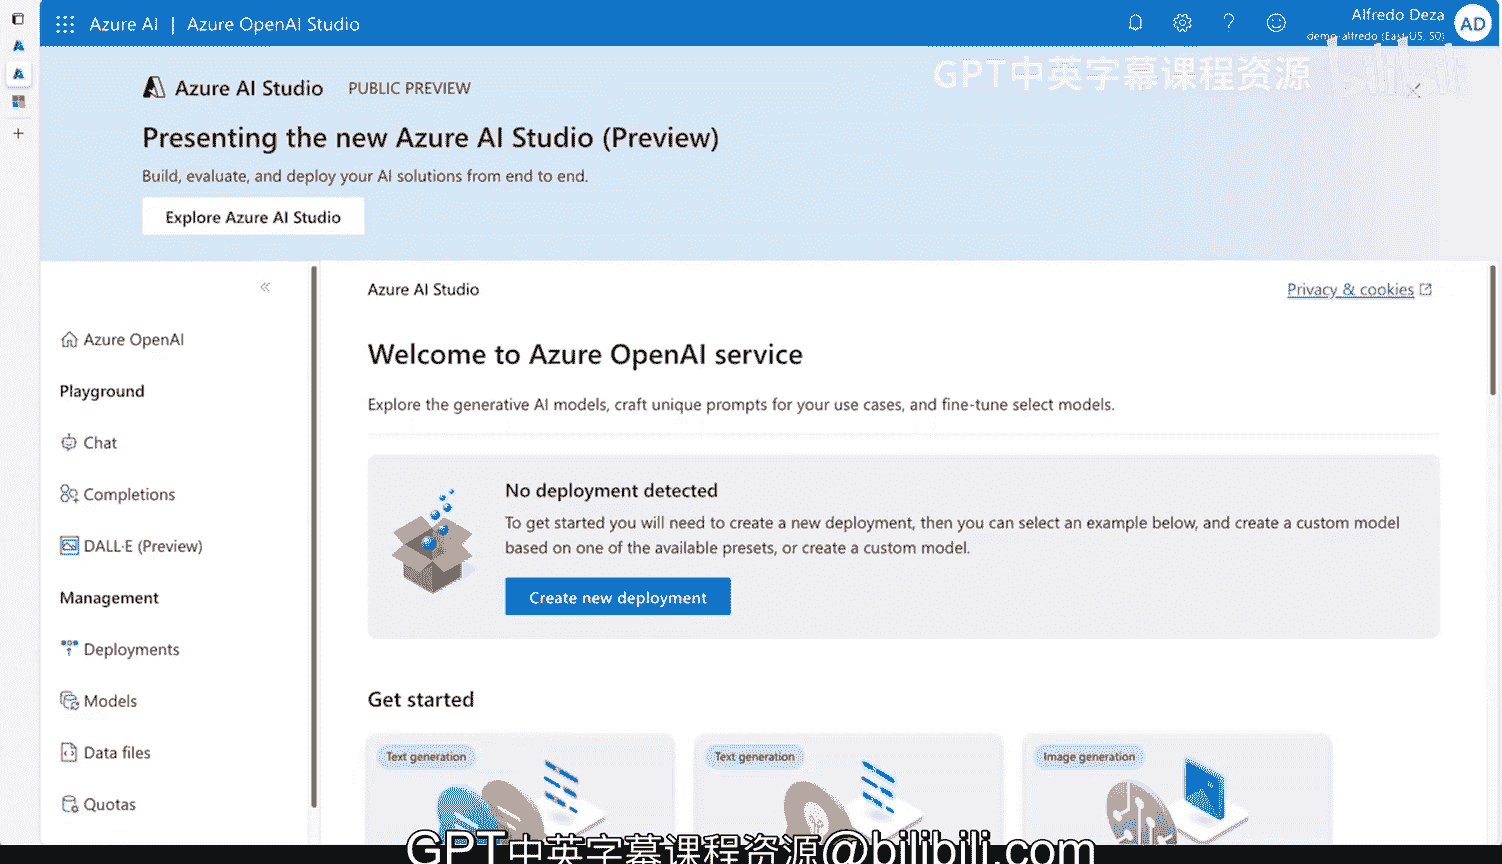 Azure AI | Azure OpenAI Studio
Alfredo Deza
demo-alfredo (East US, S0)
AD
GPT中英字幕课程资源 bilibili
Azure AI Studio PUBLIC PREVIEW
Presenting the new Azure AI Studio (Preview)
Build, evaluate, and deploy your AI solutions from end to end.
Explore Azure AI Studio
Azure OpenAI
Playground
Chat
Completions
DALL·E (Preview)
Management
Deployments
Models
Data files
Quotas
Azure AI Studio
Privacy & cookies
Welcome to Azure OpenAI service
Explore the generative AI models, craft unique prompts for your use cases, and fine-tune select models.
No deployment detected
To get started you will need to create a new deployment, then you can select an example below, and create a custom model
based on one of the available presets, or create a custom model.
Create new deployment
Get started
Text generation
Text generation
Image generation
GPT中英字幕课程资源@bilibili.com